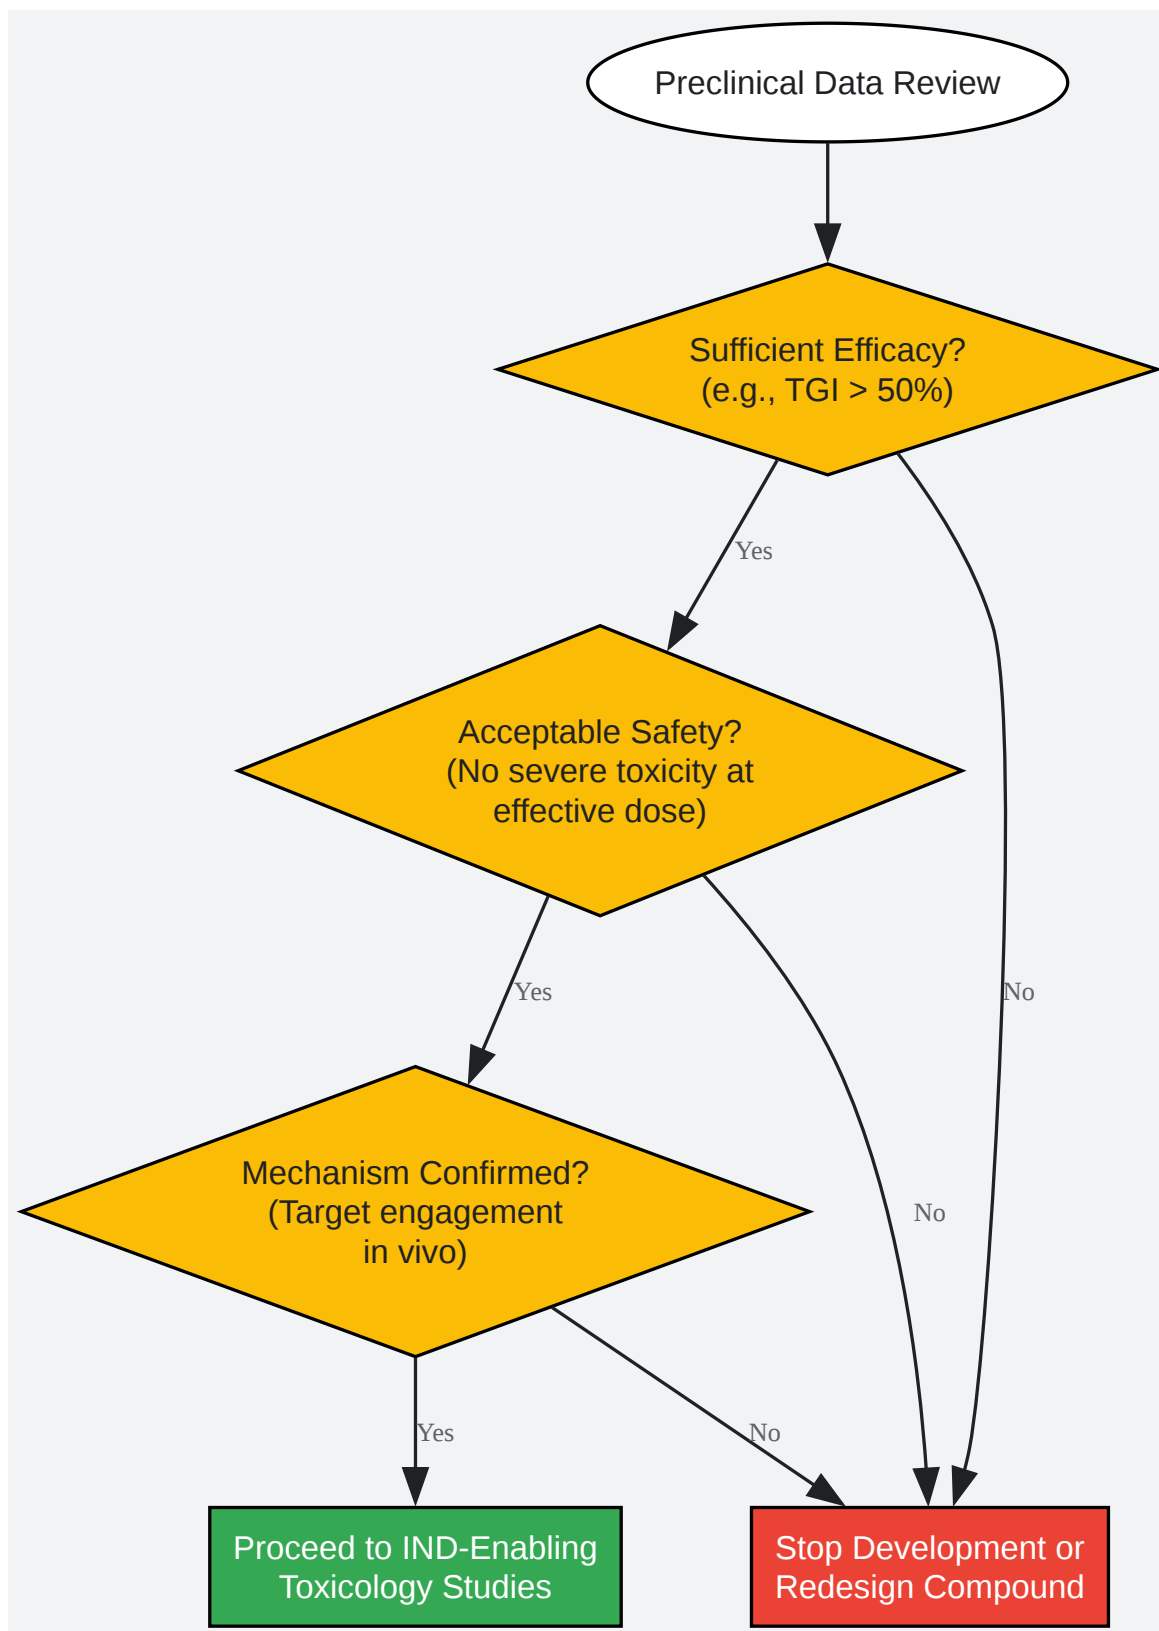 Preclinical Data Review
Sufficient Efficacy?
(e.g., TGI > 50%)
Yes
Acceptable Safety?
(No severe toxicity at
effective dose)
Yes
No
Mechanism Confirmed?
(Target engagement
in vivo)
No
Yes
No
Proceed to IND-Enabling
Toxicology Studies
Stop Development or
Redesign Compound